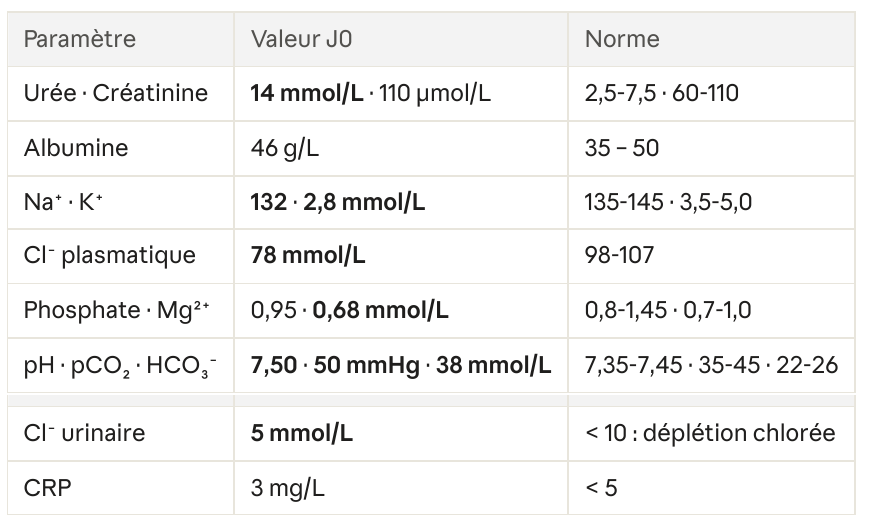 Paramètre Valeur J0 Norme
Urée · Créatinine 14 mmol/L · 110 µmol/L 2,5-7,5 · 60-110
Albumine 46 g/L 35 – 50
Na⁺ · K⁺ 132 · 2,8 mmol/L 135-145 · 3,5-5,0
Cl⁻ plasmatique 78 mmol/L 98-107
Phosphate · Mg²⁺ 0,95 · 0,68 mmol/L 0,8-1,45 · 0,7-1,0
pH · pCO₂ · HCO₃⁻ 7,50 · 50 mmHg · 38 mmol/L 7,35-7,45 · 35-45 · 22-26
Cl⁻ urinaire 5 mmol/L < 10 : déplétion chlorée
CRP 3 mg/L < 5